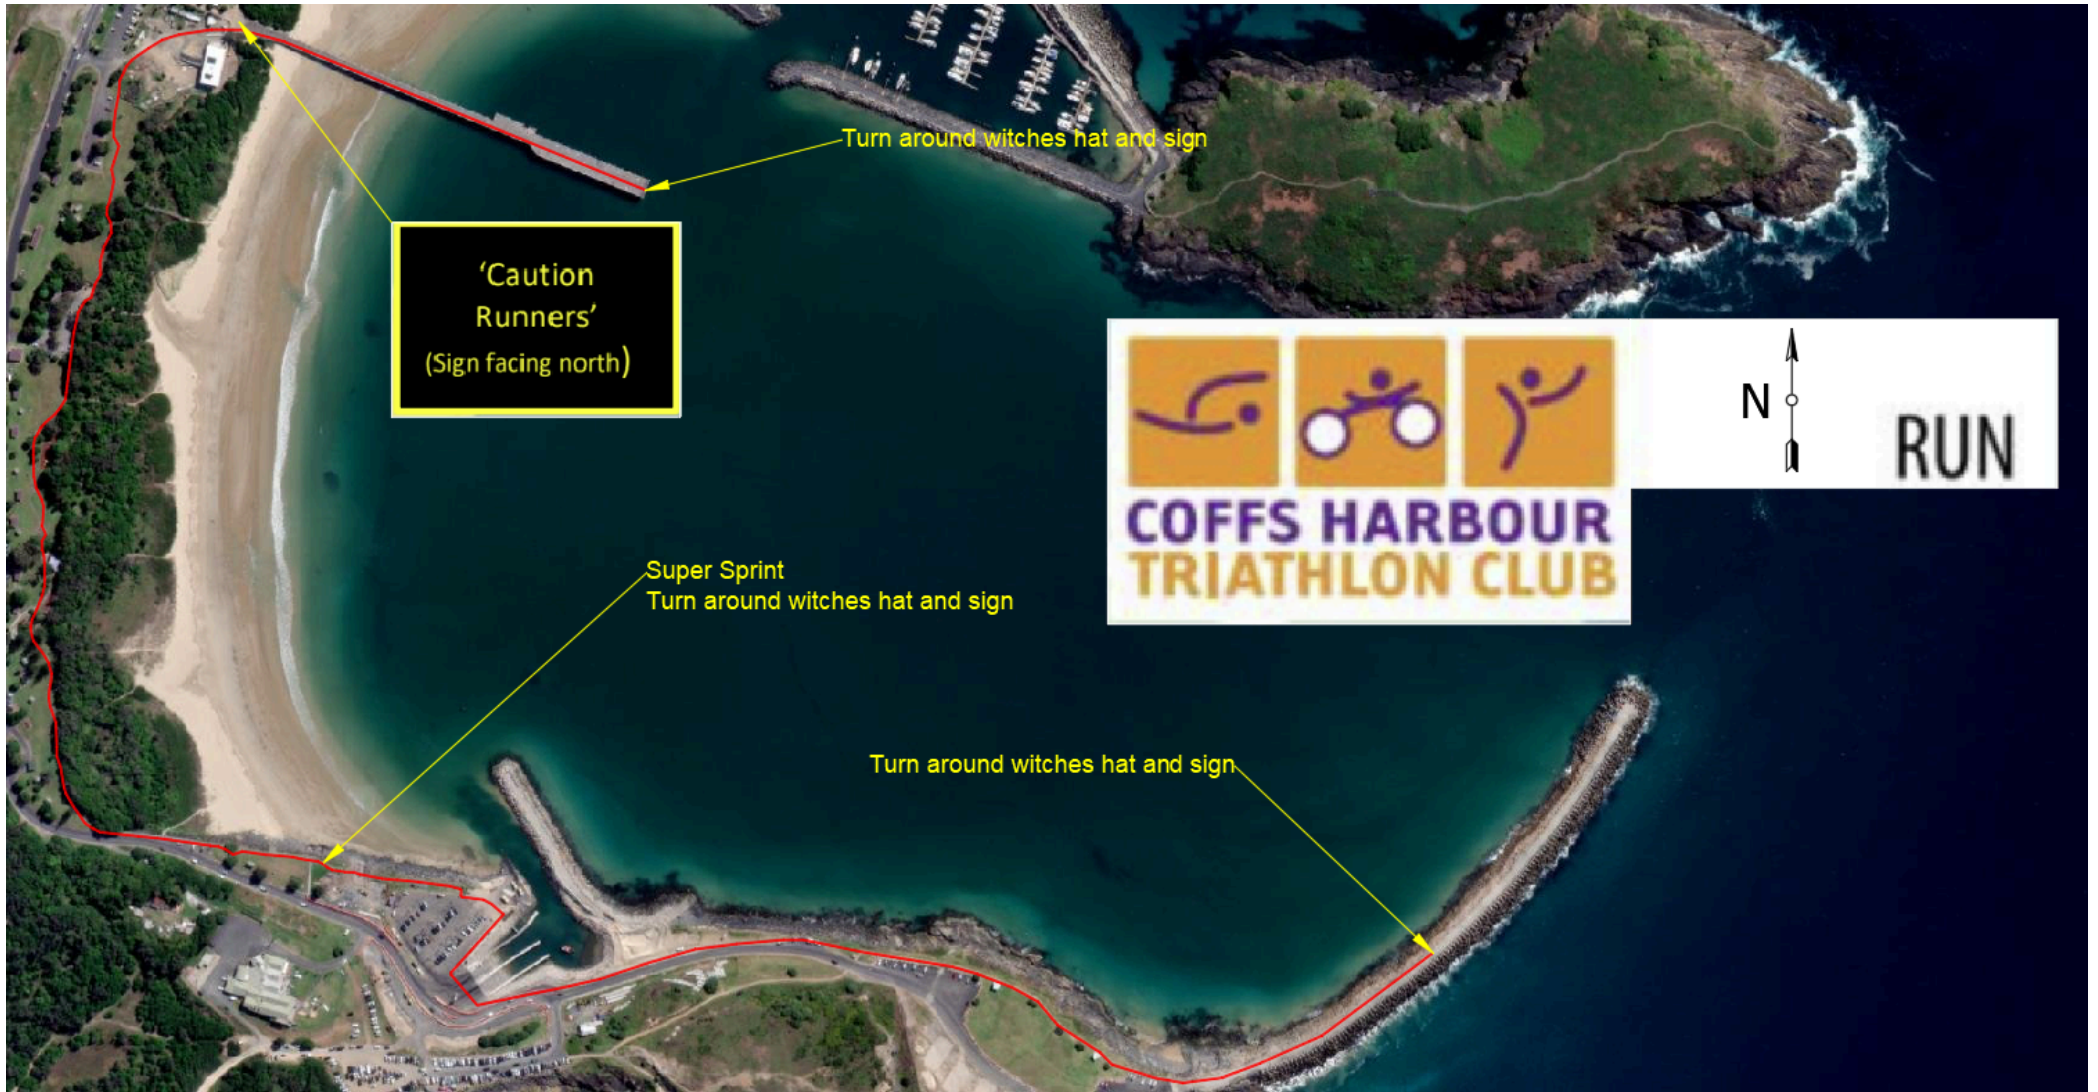 Turn around witches hat and sign
'Caution
Runners'
(Sign facing north)
N
RUN
COFFS HARBOUR
TRIATHLON CLUB
Super Sprint
Turn around witches hat and sign
Turn around witches hat and sign